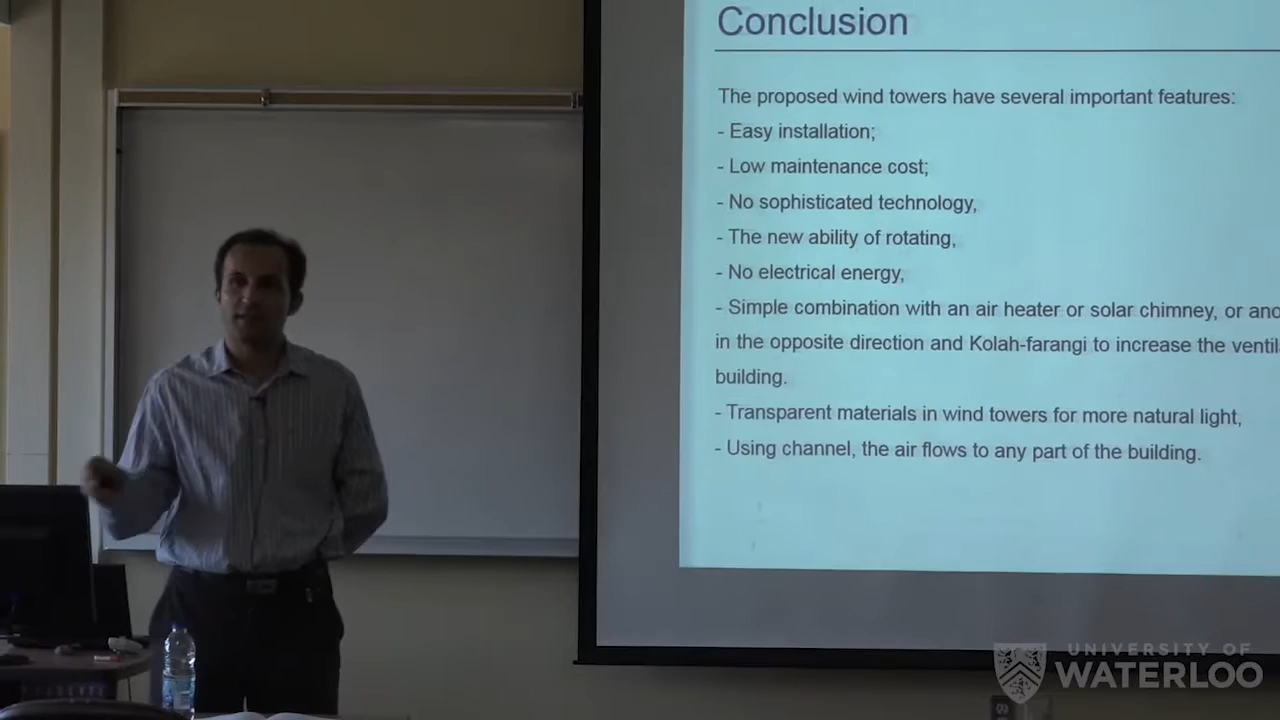 Conclusion
The proposed wind towers have several important features:
- Easy installation;
- Low maintenance cost;
- No sophisticated technology,
- The new ability of rotating,
- No electrical energy,
- Simple combination with an air heater or solar chimney, or
in the opposite direction and Kolah-farangi to increase the
building.
- Transparent materials in wind towers for more natural light,
- Using channel, the air flows to any part of the building.
UNIVERSITY OF
WATERLOO